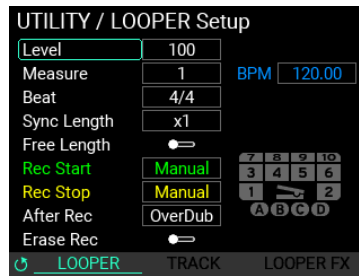 UTILITY / LOOPER Setup
Level 100
Measure 1 BPM 120.00
Beat 4/4
Sync Length x1
Free Length
Rec Start Manual
7 8 9 10
3 4 5 6
Rec Stop Manual
1 2
After Rec OverDub
A B C D
Erase Rec
LOOPER TRACK LOOPER FX